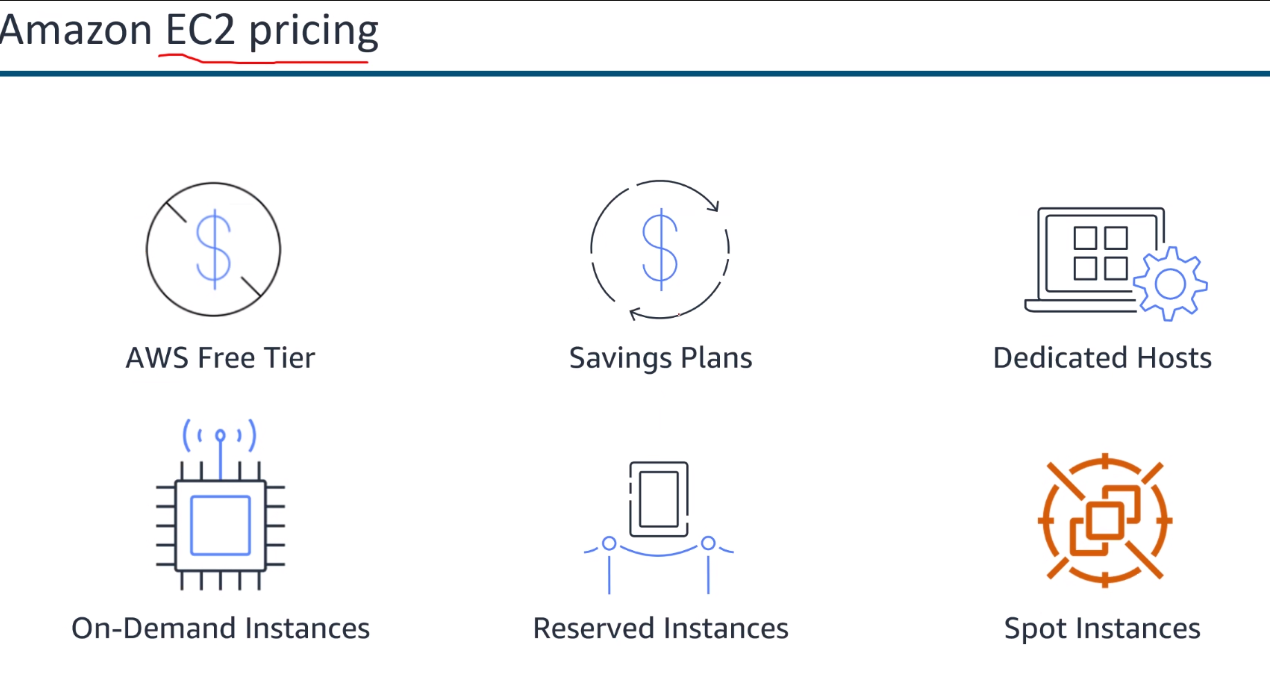 Amazon EC2 pricing
AWS Free Tier
Savings Plans
Dedicated Hosts
On-Demand Instances
Reserved Instances
Spot Instances